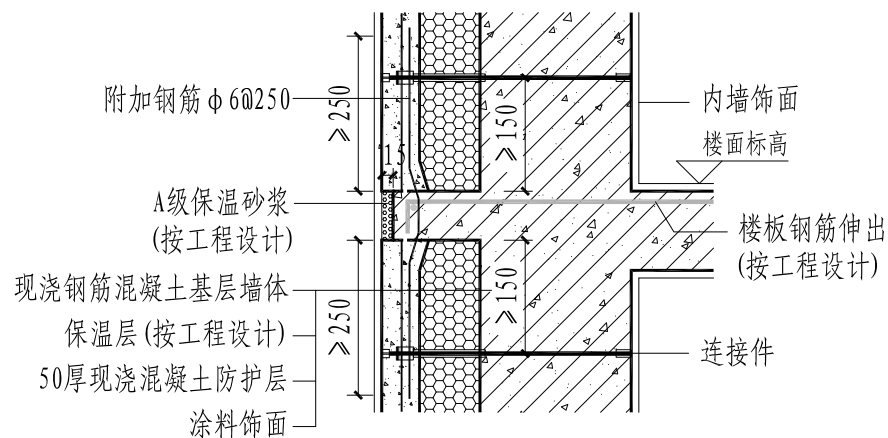 附加钢筋ф6@250
≥250
15
≥150
内墙饰面
楼面标高
A级保温砂浆
(按工程设计)
楼板钢筋伸出
(按工程设计)
现浇钢筋混凝土基层墙体
保温层(按工程设计)
50厚现浇混凝土防护层
涂料饰面
≥250
≥150
连接件